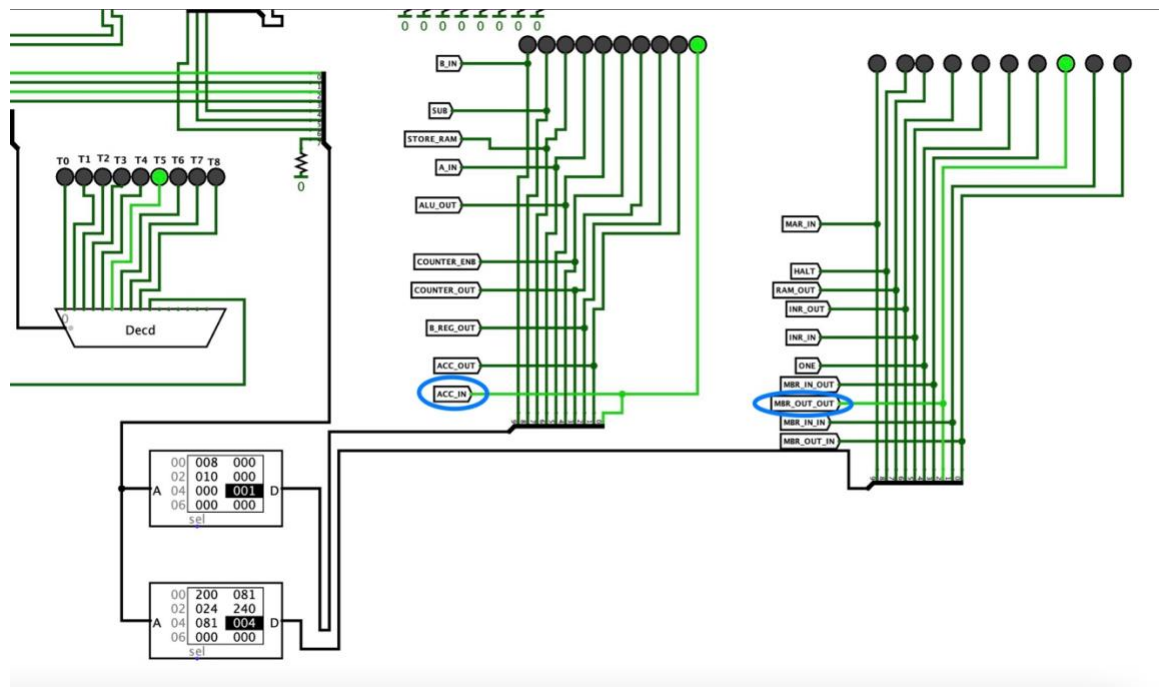 0 0 0 0 0 0 0 0
B_IN
SUB
STORE_RAM
A_IN
ALU_OUT
COUNTER_ENB
COUNTER_OUT
B_REG_OUT
ACC_OUT
ACC_IN
T0 T1 T2 T3 T4 T5 T6 T7 T8
0
0
Decd
MAR_IN
HALT
RAM_OUT
INR_OUT
INR_IN
ONE
MBR_IN_OUT
MBR_OUT_OUT
MBR_IN_IN
MBR_OUT_IN
00 008 000
02 010 000
A 04 000 001 D
06 000 000
sel
00 200 081
02 024 240
A 04 081 004 D
06 000 000
sel